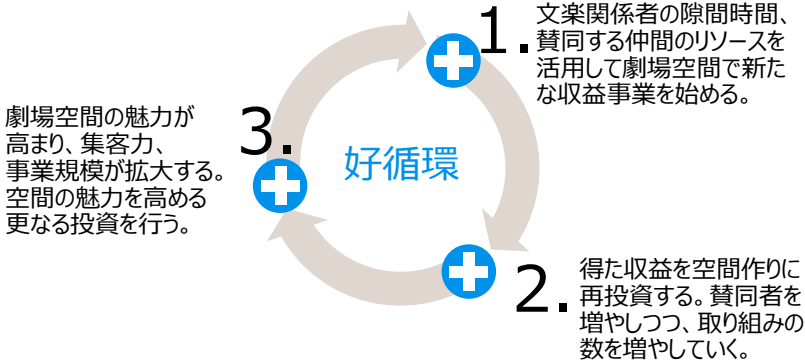 1.
文楽関係者の隙間時間、
賛同する仲間のリソースを
活用して劇場空間で新た
な収益事業を始める。
好循環
2.
得た収益を空間作りに
再投資する。賛同者を
増やしつつ、取り組みの
数を増やしていく。
3.
劇場空間の魅力が
高まり、集客力、
事業規模が拡大する。
空間の魅力を高める
更なる投資を行う。